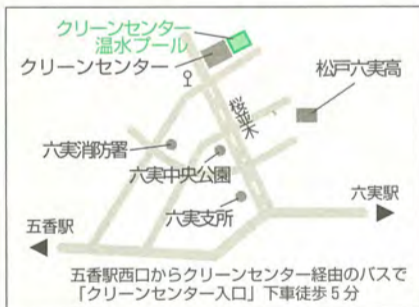 クリーンセンター
温水プール
クリーンセンター
松戸六実高
桜並木
六実消防署
六実中央公園
六実駅
六実支所
五香駅
五香駅西口からクリーンセンター経由のバスで
「クリーンセンター入口」下車徒歩5分